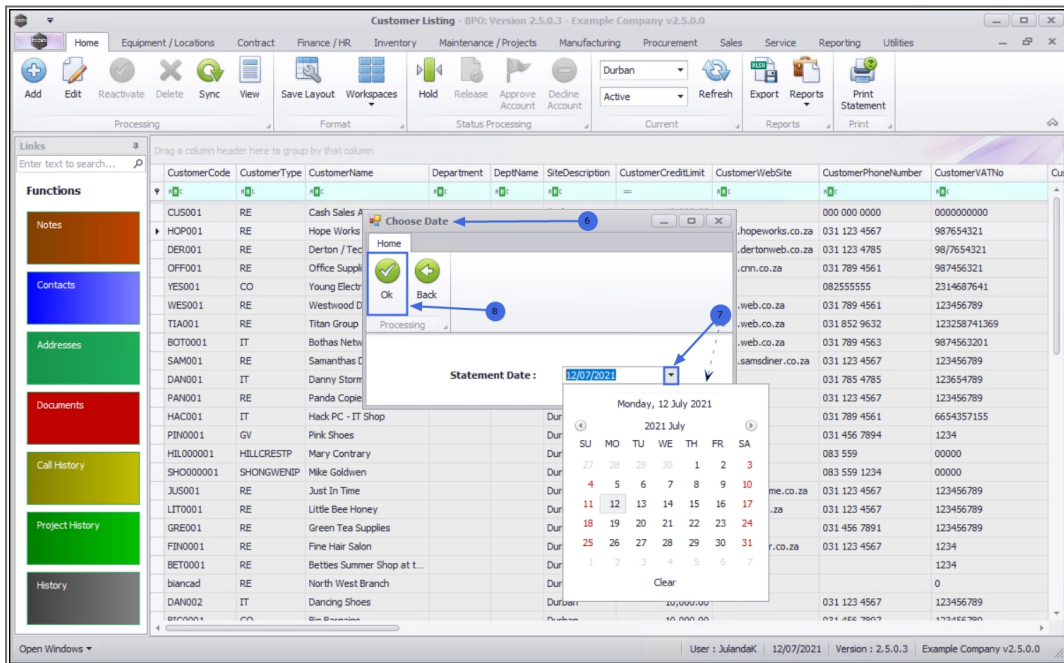 Customer Listing - BPO: Version 2.5.0.3 - Example Company v2.5.0.0
Home Equipment / Locations Contract Finance / HR Inventory Maintenance / Projects Manufacturing Procurement Sales Service Reporting Utilities
Add Edit Reactivate Delete Sync View Save Layout Workspaces Hold Release Approve Account Decline Account Durban Active Refresh Export Reports Print Statement
Processing Format Status Processing Current Reports Print
Links
Enter text to search...
Drag a column header here to group by that column
Functions
Notes
Contacts
Addresses
Documents
Call History
Project History
History
CustomerCode CustomerType CustomerName Department DeptName SiteDescription CustomerCreditLimit CustomerWebSite CustomerPhoneNumber CustomerVATNo Cus
CUS001 RE Cash Sales A 000 000 0000 0000000000
HOP001 RE Hope Works .hopeworks.co.za 031 123 4567 987654321
DER001 RE Derton / Tec .dertonweb.co.za 031 123 4785 98/7654321
OFF001 RE Office Suppli .cnn.co.za 031 789 4561 987456321
YES001 CO Young Electr 082555555 2314687641
WES001 RE Westwood D .web.co.za 031 789 4561 123456789
TIA001 RE Titan Group .web.co.za 031 852 9632 123258741369
BOT0001 IT Bothas Netw .web.co.za 031 789 4563 9874563201
SAM001 RE Samanthas D .samsdiner.co.za 031 123 4567 123456789
DAN001 IT Danny Storm 031 785 4785 123654789
PAN001 RE Panda Copie 031 123 4567 123456789
HAC001 IT Hack PC - IT Shop Dur 031 789 4561 6654357155
PIN0001 GV Pink Shoes Dur 031 456 7894 1234
HIL000001 HILLCRESTP Mary Contrary Dur 083 559 00000
SHO000001 SHONGWENIP Mike Goldwen Dur 083 559 1234 00000
JUS001 RE Just In Time Dur me.co.za 031 123 4567 123456789
LIT0001 RE Little Bee Honey Dur .za 031 123 4567 123456789
GRE001 RE Green Tea Supplies Dur 031 456 7891 123456789
FIN0001 RE Fine Hair Salon Dur r.co.za 031 123 4567 1234
BET0001 RE Betties Summer Shop at t... Dur 1234
biancad RE North West Branch Dur 0
DAN002 IT Dancing Shoes Durban 10,000.00 031 123 4567 123456789
BIG0001 CO Big Bargains Durban 10,000.00 031 456 7897 123456789
Choose Date 6
Home
Ok Back
8
7
Processing
Statement Date : 12/07/2021
Monday, 12 July 2021
2021 July
SU MO TU WE TH FR SA
27 28 29 30 1 2 3
4 5 6 7 8 9 10
11 12 13 14 15 16 17
18 19 20 21 22 23 24
25 26 27 28 29 30 31
1 2 3 4 5 6 7
Clear
Open Windows User : JulandaK 12/07/2021 Version : 2.5.0.3 Example Company v2.5.0.0